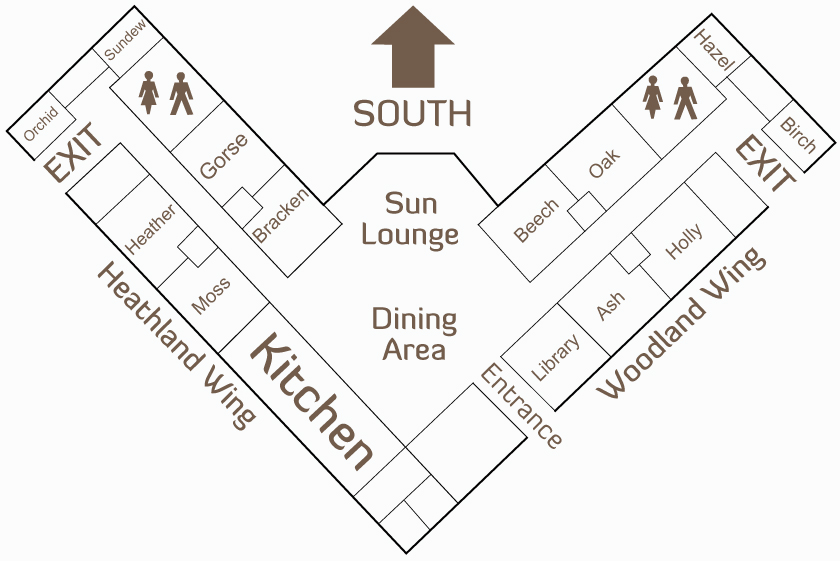 SOUTH
Sundew
Orchid
EXIT
Gorse
Bracken
Heather
Moss
Heathland Wing
Kitchen
Sun
Lounge
Dining
Area
Hazel
Birch
EXIT
Oak
Beech
Holly
Ash
Library
Woodland Wing
Entrance